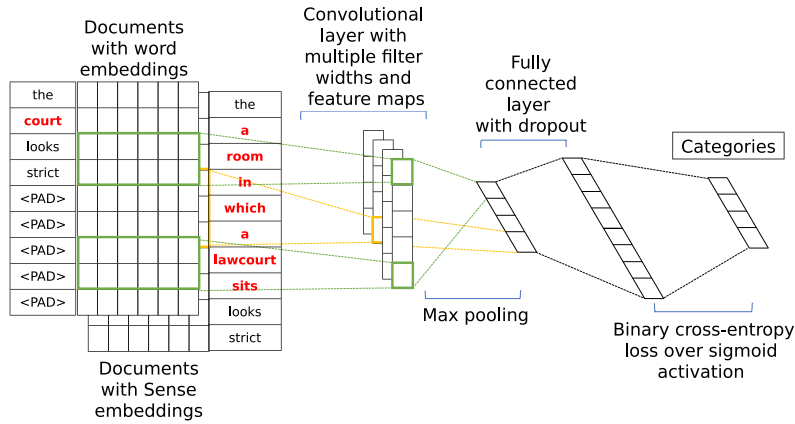 Documents
with word
embeddings
the
court
looks
strict
<PAD>
<PAD>
<PAD>
<PAD>
<PAD>
the
a
room
in
which
a
lawcourt
sits
looks
strict
Documents
with Sense
embeddings
Convolutional
layer with
multiple filter
widths and
feature maps
Max pooling
Fully
connected
layer
with dropout
Categories
Binary cross-entropy
loss over sigmoid
activation